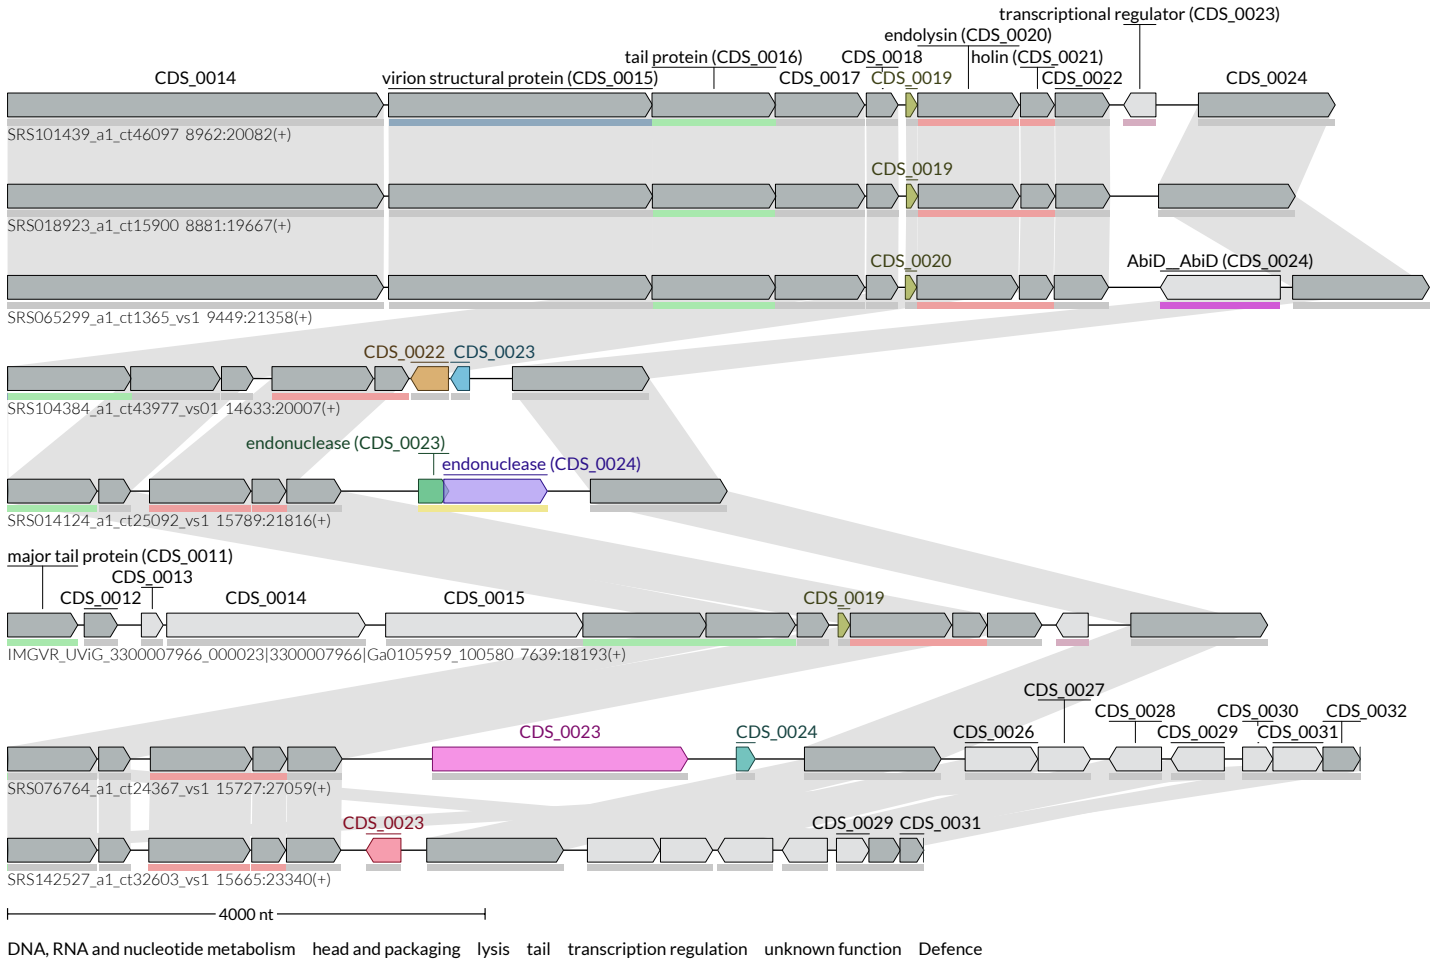 transcriptional regulator (CDS_0023)
endolysin (CDS_0020)
tail protein (CDS_0016) CDS_0018 holin (CDS_0021)
CDS_0014 virion structural protein (CDS_0015) CDS_0017 CDS_0019 CDS_0022 CDS_0024
SRS101439_a1_ct46097 8962:20082(+)
CDS_0019
SRS018923_a1_ct15900 8881:19667(+)
CDS_0020 AbiD__AbiD (CDS_0024)
SRS065299_a1_ct1365_vs1 9449:21358(+)
CDS_0022 CDS_0023
SRS104384_a1_ct43977_vs01 14633:20007(+)
endonuclease (CDS_0023)
endonuclease (CDS_0024)
SRS014124_a1_ct25092_vs1 15789:21816(+)
major tail protein (CDS_0011)
CDS_0013
CDS_0012 CDS_0014 CDS_0015 CDS_0019
IMGVR_UViG_3300007966_000023|3300007966|Ga0105959_100580 7639:18193(+)
CDS_0027
CDS_0028 CDS_0030 CDS_0032
CDS_0023 CDS_0024 CDS_0026 CDS_0029 CDS_0031
SRS076764_a1_ct24367_vs1 15727:27059(+)
CDS_0023 CDS_0029 CDS_0031
SRS142527_a1_ct32603_vs1 15665:23340(+)
4000 nt
DNA, RNA and nucleotide metabolism head and packaging lysis tail transcription regulation unknown function Defence